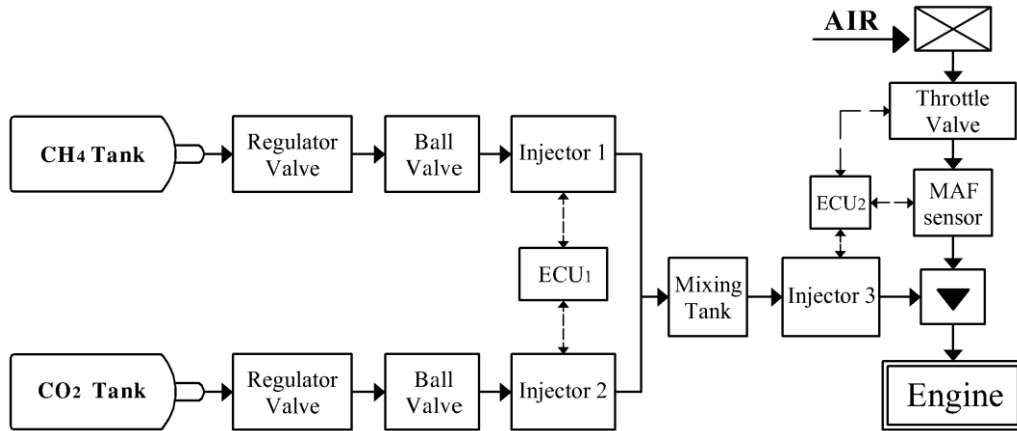 AIR
Throttle
Valve
CH4 Tank
Regulator
Valve
Ball
Valve
Injector 1
ECU2
MAF
sensor
ECU1
Mixing
Tank
Injector 3
CO2 Tank
Regulator
Valve
Ball
Valve
Injector 2
Engine